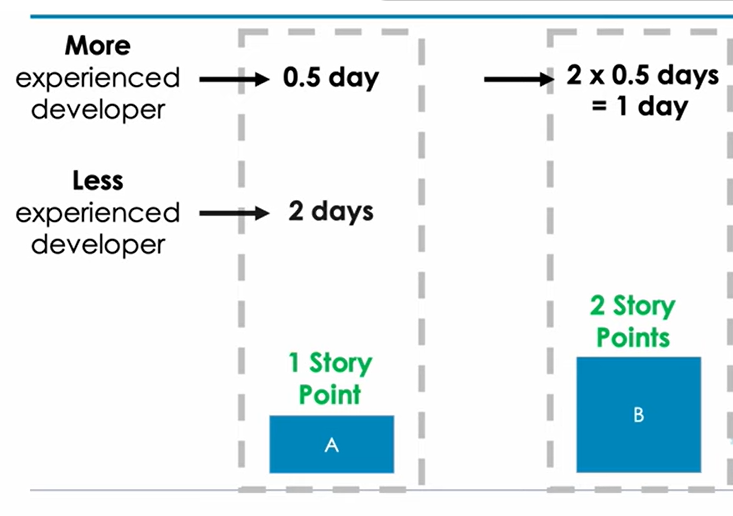 More
experienced
developer
0.5 day
2 x 0.5 days
= 1 day
Less
experienced
developer
2 days
1 Story
Point
A
2 Story
Points
B